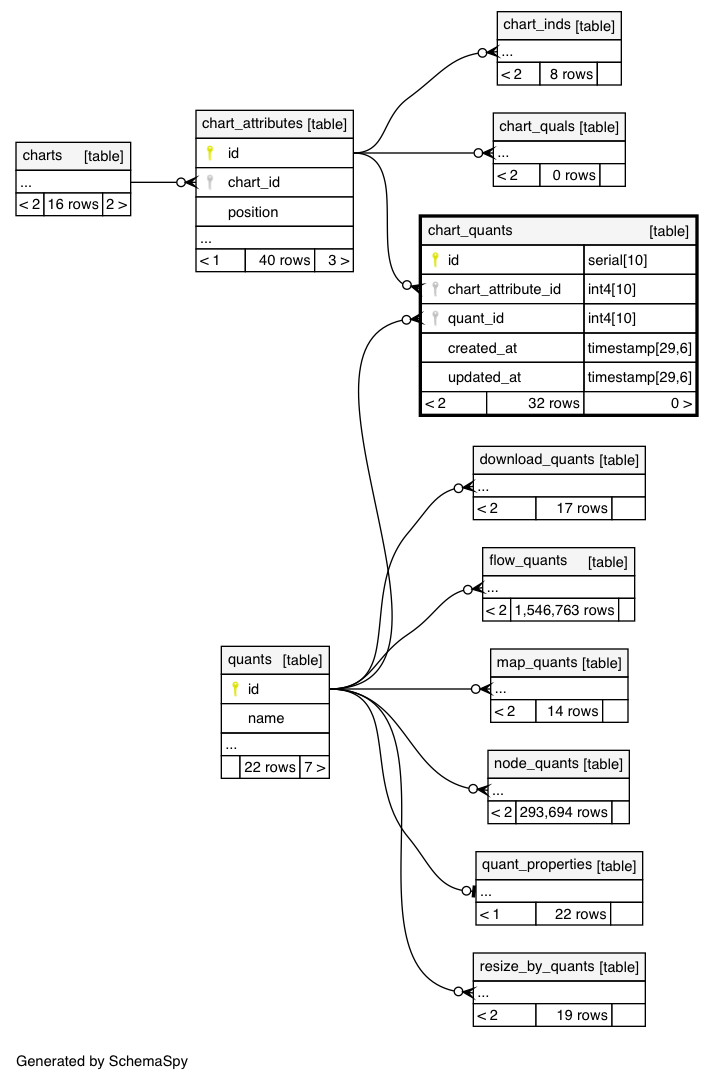 chart_inds [table]
...
< 2 8 rows
chart_attributes [table]
id
chart_id
position
...
< 1 40 rows 3 >
chart_quals [table]
...
< 2 0 rows
charts [table]
...
< 2 16 rows 2 >
chart_quants [table]
id serial[10]
chart_attribute_id int4[10]
quant_id int4[10]
created_at timestamp[29,6]
updated_at timestamp[29,6]
< 2 32 rows 0 >
download_quants [table]
...
< 2 17 rows
flow_quants [table]
...
< 2 1,546,763 rows
quants [table]
id
name
...
22 rows 7 >
map_quants [table]
...
< 2 14 rows
node_quants [table]
...
< 2 293,694 rows
quant_properties [table]
...
< 1 22 rows
resize_by_quants [table]
...
< 2 19 rows
Generated by SchemaSpy